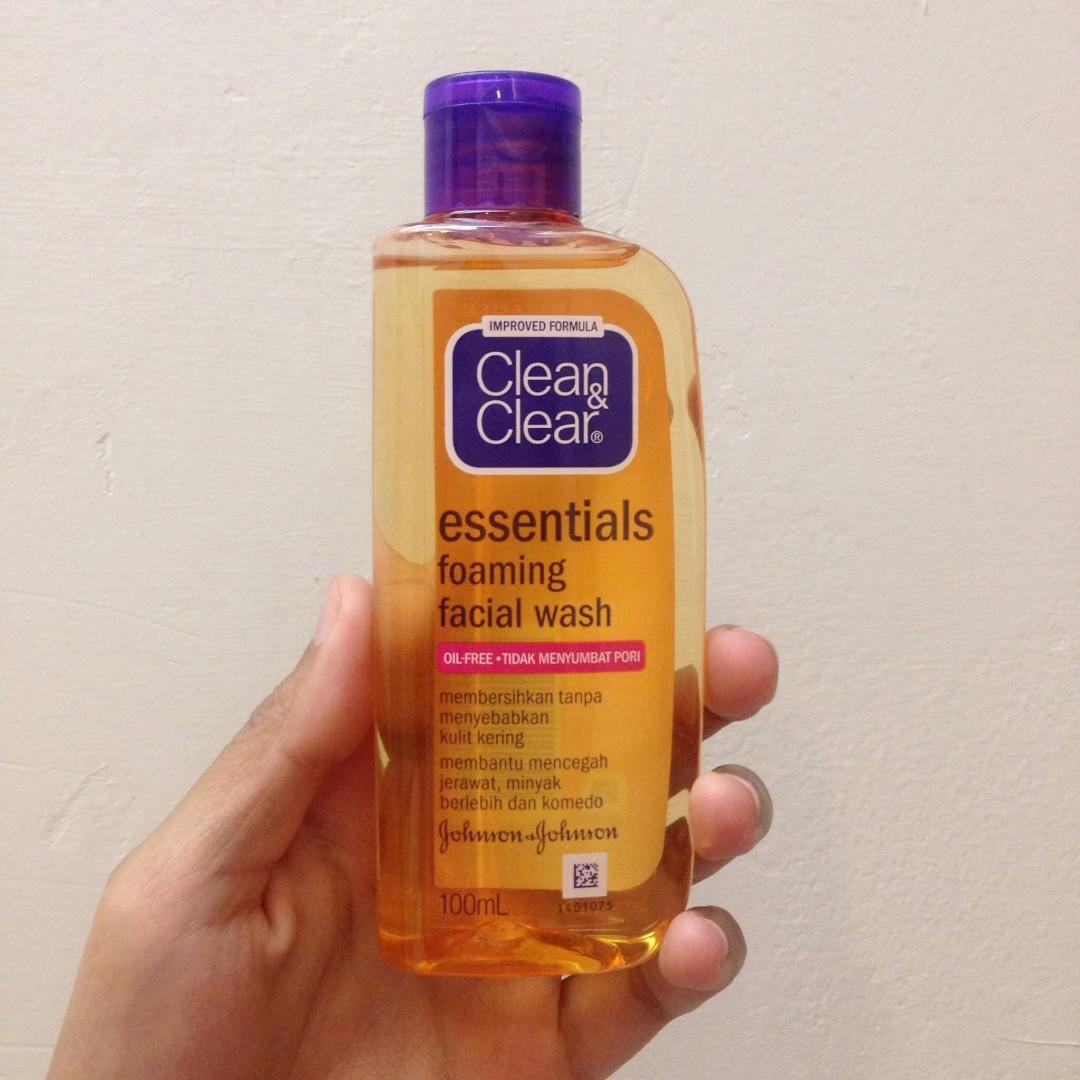 IMPROVED FORMULA
Clean
&
Clear®
essentials
foaming
facial wash
OIL-FREE • TIDAK MENYUMBAT PORI
membersihkan tanpa
menyebabkan
kulit kering
membantu mencegah
jerawat, minyak
berlebih dan komedo
Johnson & Johnson
100mL
1401075